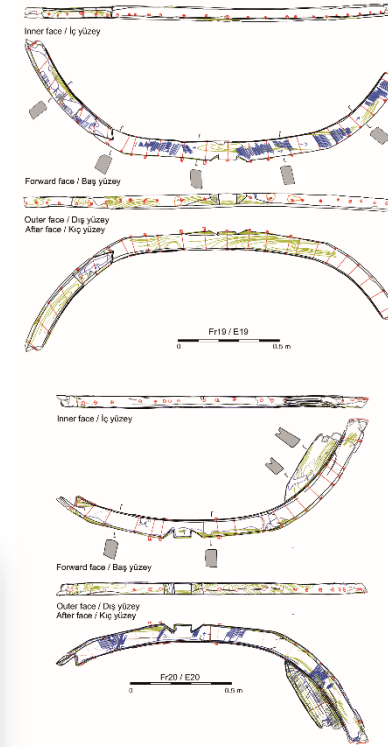 Inner face / İç yüzey
Forward face / Baş yüzey
Outer face / Dış yüzey
After face / Kıç yüzey
Fr19 / E19
0 0.5 m
Inner face / İç yüzey
Forward face / Baş yüzey
Outer face / Dış yüzey
After face / Kıç yüzey
Fr20 / E20
0 0.5 m